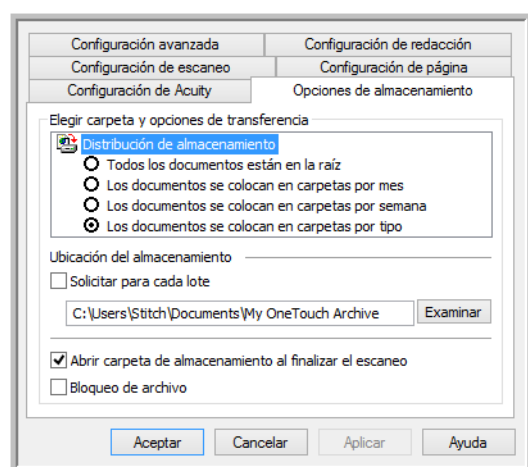 Configuración avanzada
Configuración de redacción
Configuración de escaneo
Configuración de página
Configuración de Acuity
Opciones de almacenamiento
Elegir carpeta y opciones de transferencia
Distribución de almacenamiento
Todos los documentos están en la raíz
Los documentos se colocan en carpetas por mes
Los documentos se colocan en carpetas por semana
Los documentos se colocan en carpetas por tipo
Ubicación del almacenamiento
Solicitar para cada lote
C:\Users\Stitch\Documents\My OneTouch Archive
Examinar
Abrir carpeta de almacenamiento al finalizar el escaneo
Bloqueo de archivo
Aceptar
Cancelar
Aplicar
Ayuda